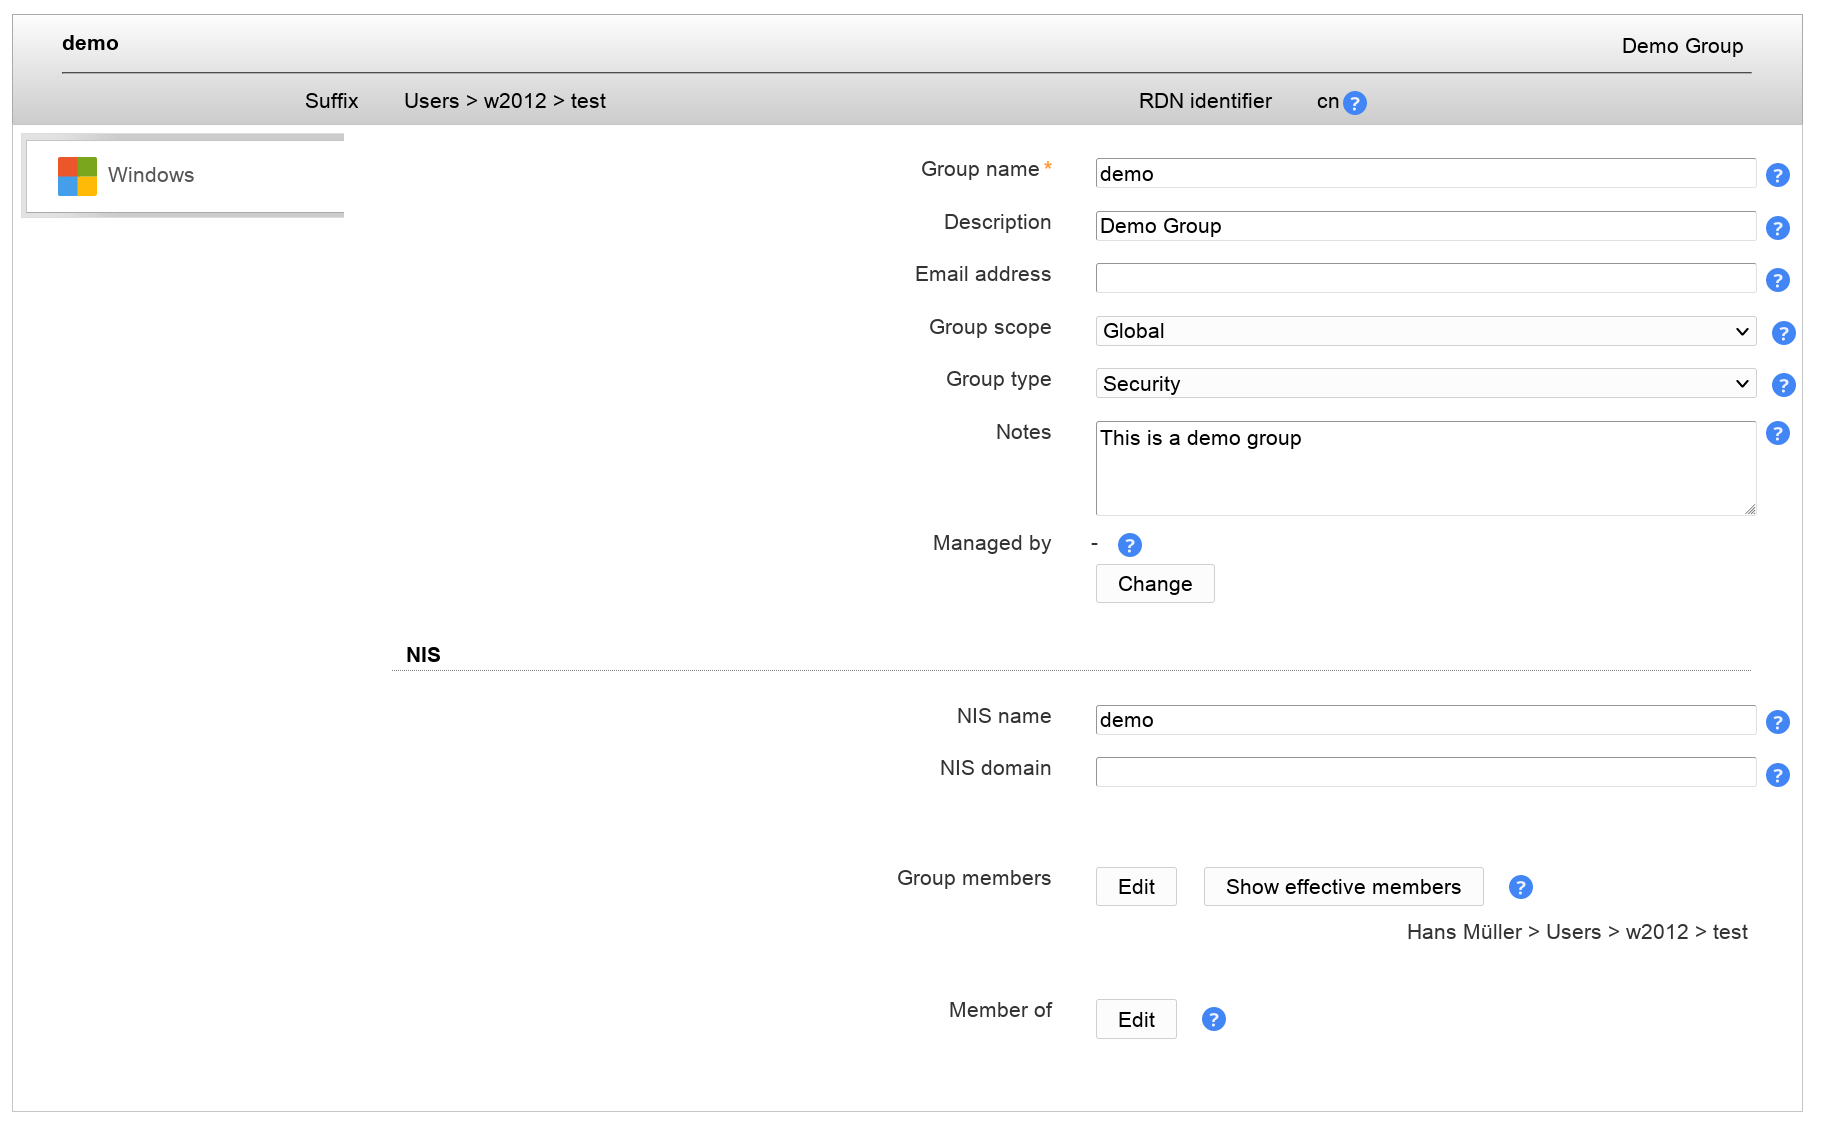 demo
Demo Group
Suffix Users > w2012 > test RDN identifier cn ?
Windows
Group name * demo ?
Description Demo Group ?
Email address ?
Group scope Global ?
Group type Security ?
Notes This is a demo group ?
Managed by - ?
Change
NIS
NIS name demo ?
NIS domain ?
Group members Edit Show effective members ?
Hans Müller > Users > w2012 > test
Member of Edit ?